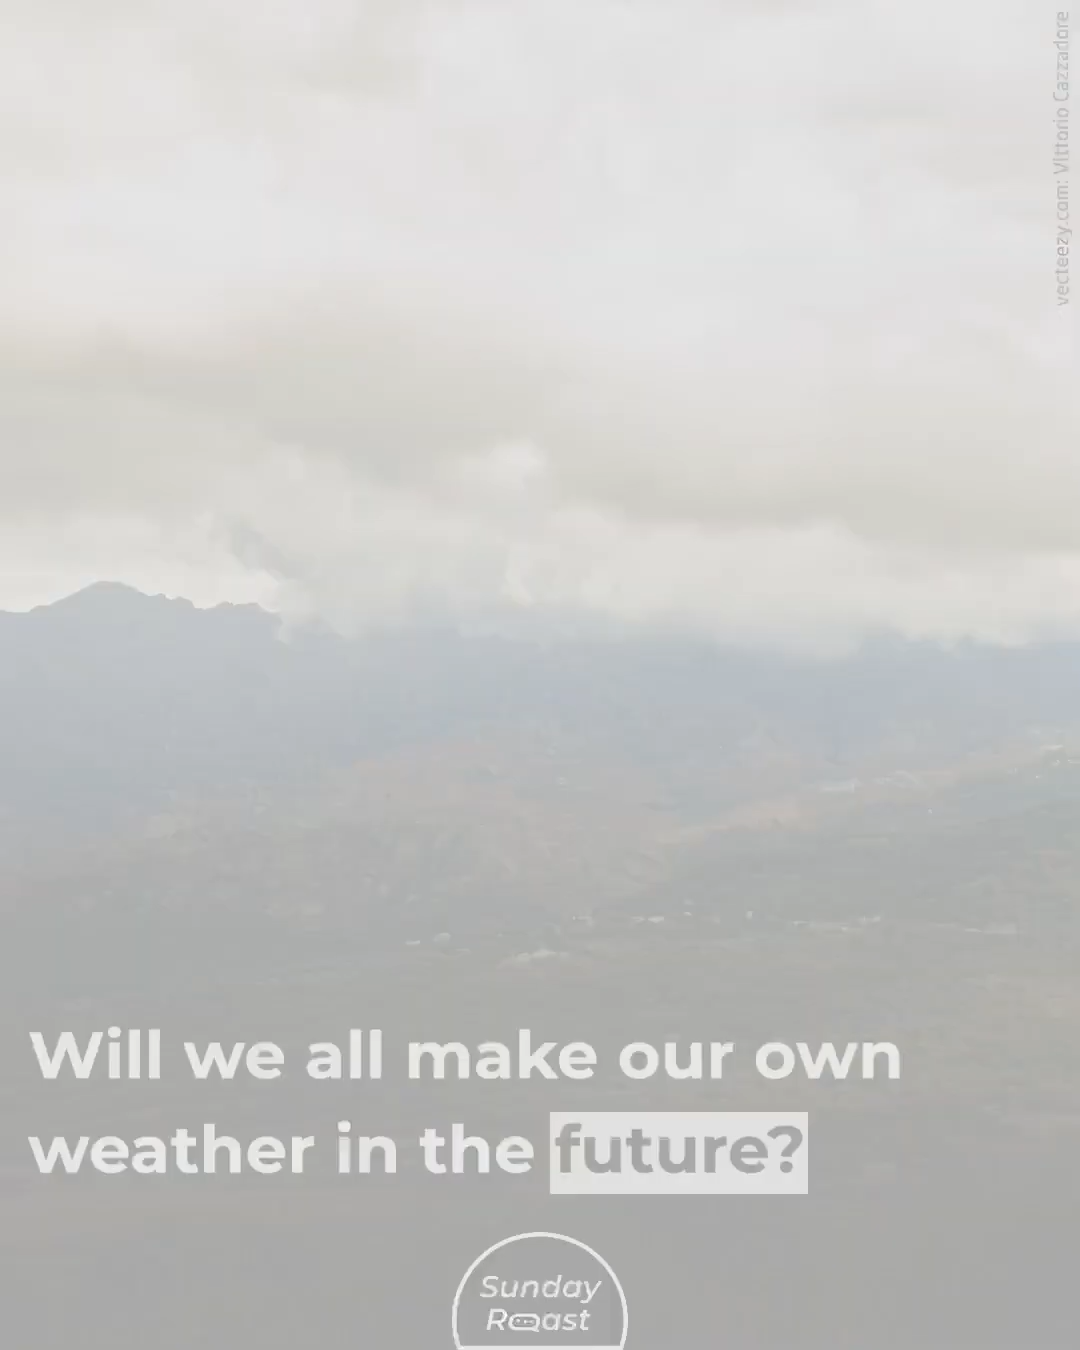 vecteezy.com: Vittorio Cazzadore
Will we all make our own
weather in the future?
Sunday
Roast